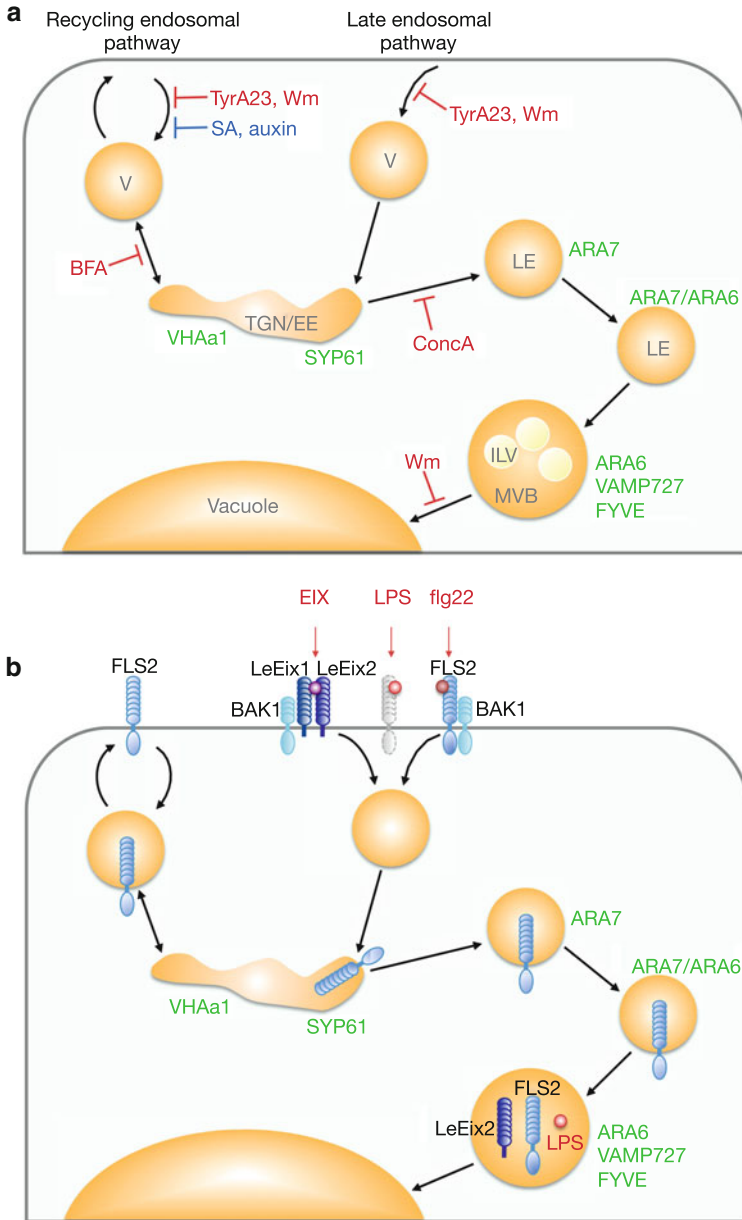 a
Recycling endosomal
pathway
Late endosomal
pathway
TyrA23, Wm
SA, auxin
TyrA23, Wm
V
V
BFA
LE
ARA7
ARA7/ARA6
TGN/EE
VHAa1
SYP61
ConcA
LE
Wm
ILV
MVB
ARA6
VAMP727
FYVE
Vacuole
b
EIX
LPS
flg22
FLS2
LeEix1
LeEix2
FLS2
BAK1
BAK1
ARA7
ARA7/ARA6
VHAa1
SYP61
FLS2
LeEix2
LPS
ARA6
VAMP727
FYVE